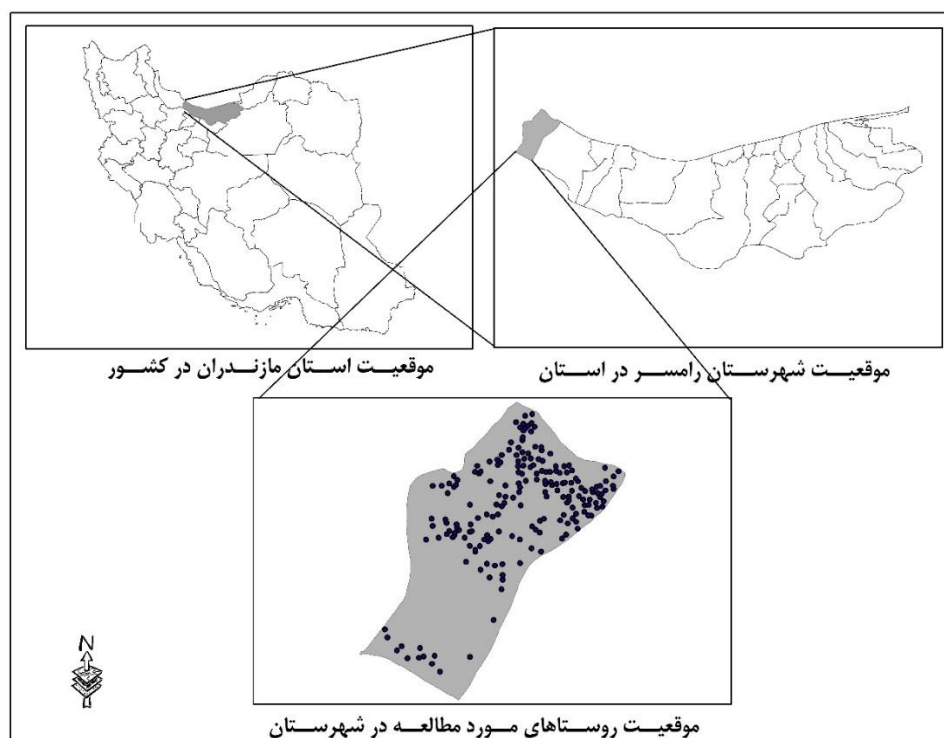 موقعیت استان مازندران در کشور
موقعیت شهرستان رامسر در استان
N
موقعیت روستاهای مورد مطالعه در شهرستان